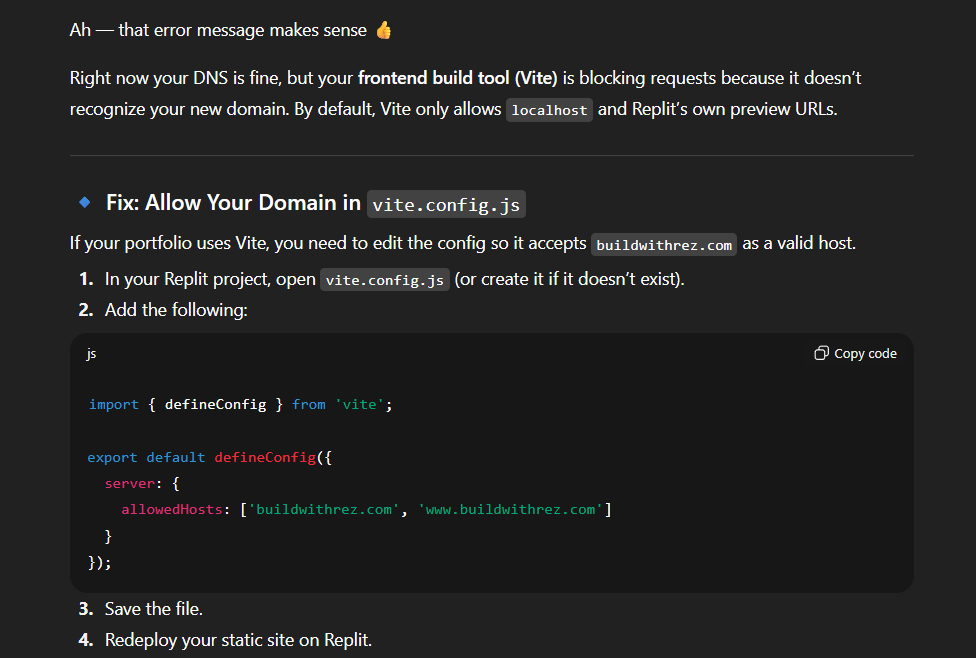 Ah — that error message makes sense 👍
Right now your DNS is fine, but your frontend build tool (Vite) is blocking requests because it doesn’t
recognize your new domain. By default, Vite only allows localhost and Replit’s own preview URLs.
🔹 Fix: Allow Your Domain in vite.config.js
If your portfolio uses Vite, you need to edit the config so it accepts buildwithrez.com as a valid host.
1. In your Replit project, open vite.config.js (or create it if it doesn’t exist).
2. Add the following:
js Copy code
import { defineConfig } from 'vite';
export default defineConfig({
  server: {
    allowedHosts: ['buildwithrez.com', 'www.buildwithrez.com']
  }
});
3. Save the file.
4. Redeploy your static site on Replit.